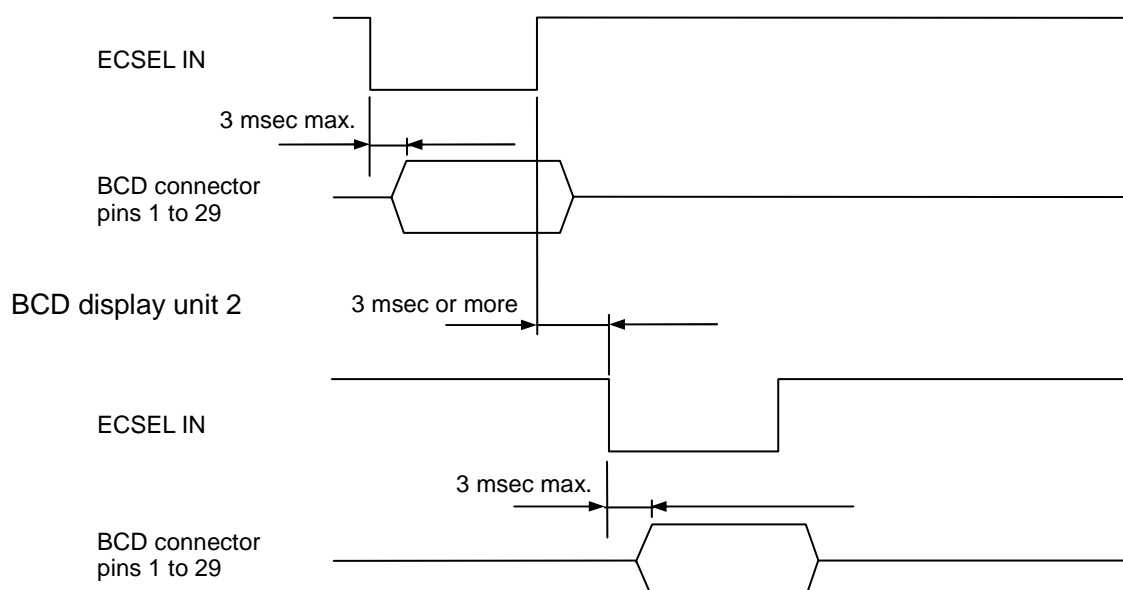 ECSEL IN
3 msec max.
BCD connector
pins 1 to 29
BCD display unit 2
3 msec or more
ECSEL IN
3 msec max.
BCD connector
pins 1 to 29